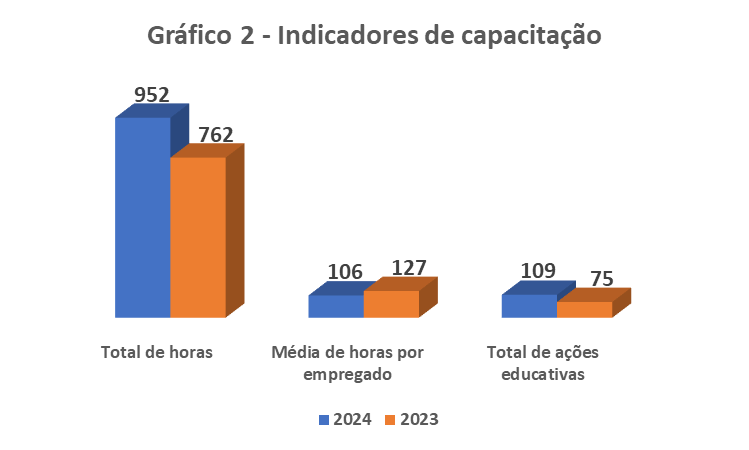 Gráfico 2 - Indicadores de capacitação
952
762
106
127
109
75
Total de horas
Média de horas por
empregado
Total de ações
educativas
2024
2023